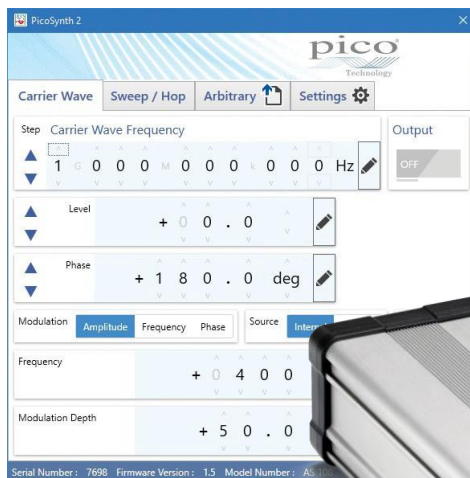 PicoSynth 2
pico
Technology
Carrier Wave Sweep / Hop Arbitrary Settings
Step Carrier Wave Frequency Output
1 G 0 0 0 M 0 0 0 k 0 0 0 Hz OFF
Level + 0 0 . 0
Phase + 1 8 0 . 0 deg
Modulation Amplitude Frequency Phase Source
Frequency + 0 4 0 0
Modulation Depth + 5 0 . 0
Serial Number : 7698 Firmware Version : 1.5 Model Number :